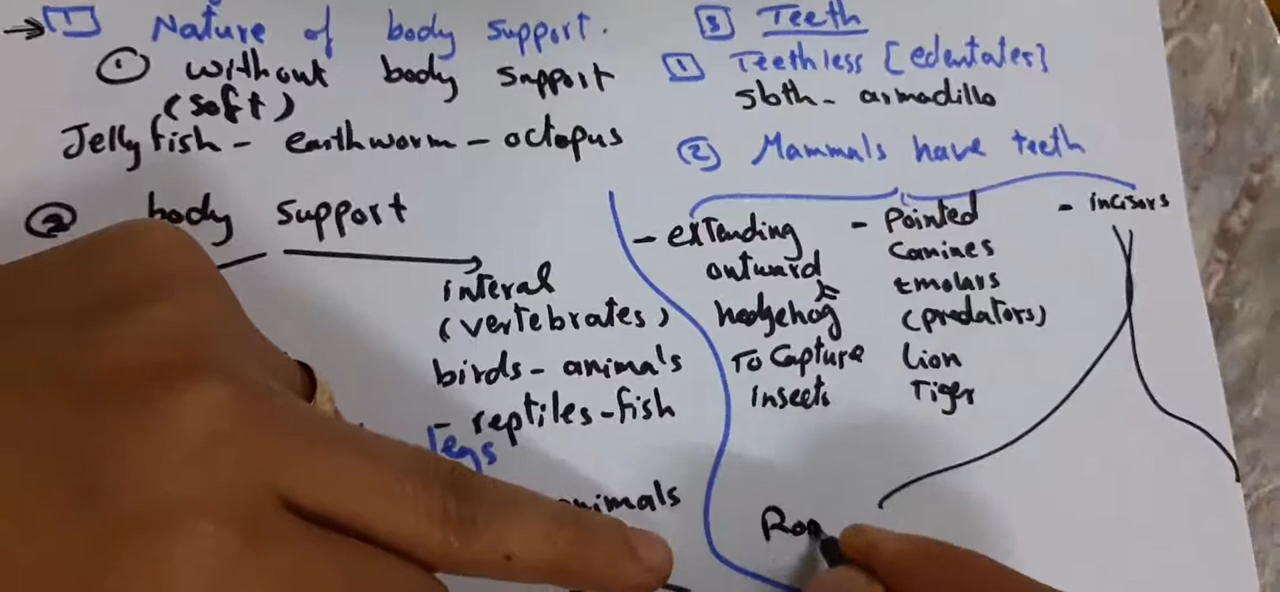 [1] Nature of body support.
① without body support
(soft)
Jelly fish - earthworm - octopus
② body support
interal
(vertebrates)
birds - animals
- reptiles - fish
legs
animals
[3] Teeth
[1] Teethless [edentates]
sloth - armadillo
② Mammals have teeth
- extending
outward
hedgehog
To Capture
insects
- Pointed
Canines
molars
(predators)
Lion
Tiger
- incisors